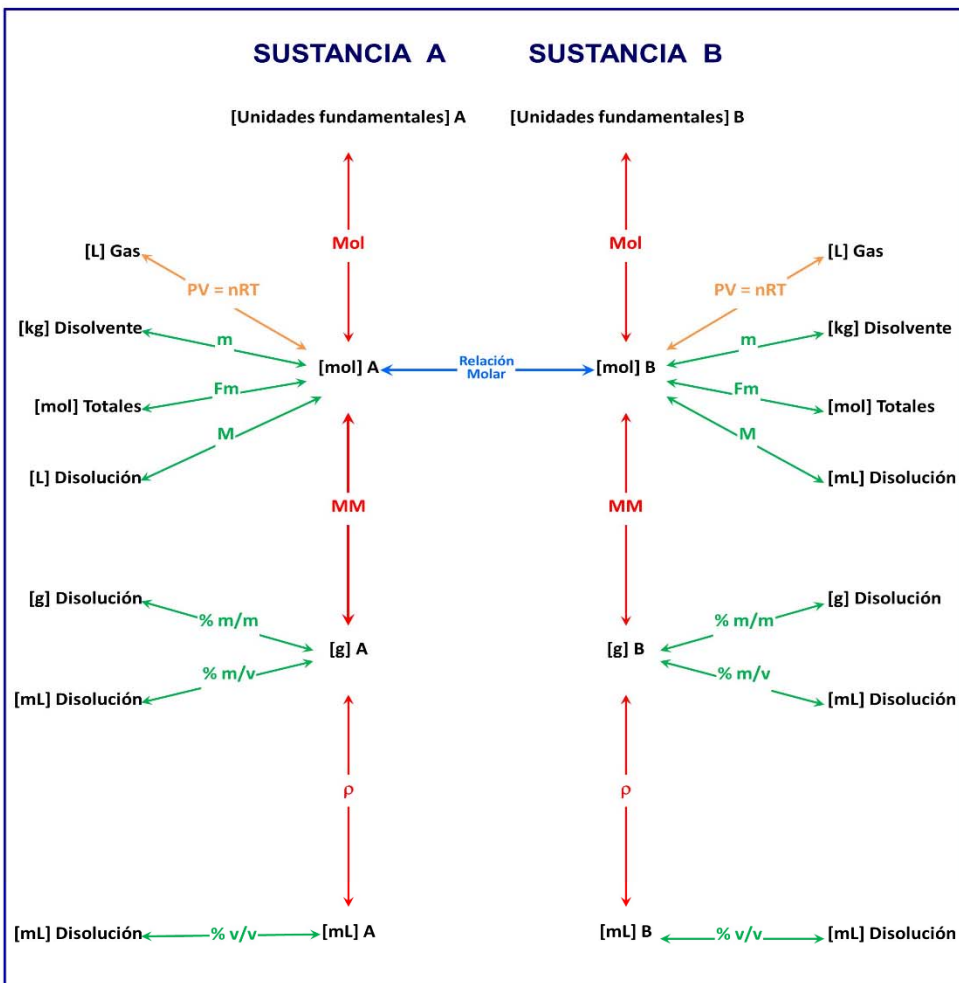 SUSTANCIA A SUSTANCIA B
[Unidades fundamentales] A [Unidades fundamentales] B
Mol Mol
[L] Gas [L] Gas
PV = nRT PV = nRT
[kg] Disolvente [kg] Disolvente
m m
[mol] A Relación Molar [mol] B
Fm Fm
[mol] Totales [mol] Totales
M M
[L] Disolución [mL] Disolución
MM MM
[g] Disolución [g] Disolución
% m/m % m/m
[g] A [g] B
% m/v % m/v
[mL] Disolución [mL] Disolución
ρ ρ
[mL] Disolución % v/v [mL] A [mL] B % v/v [mL] Disolución